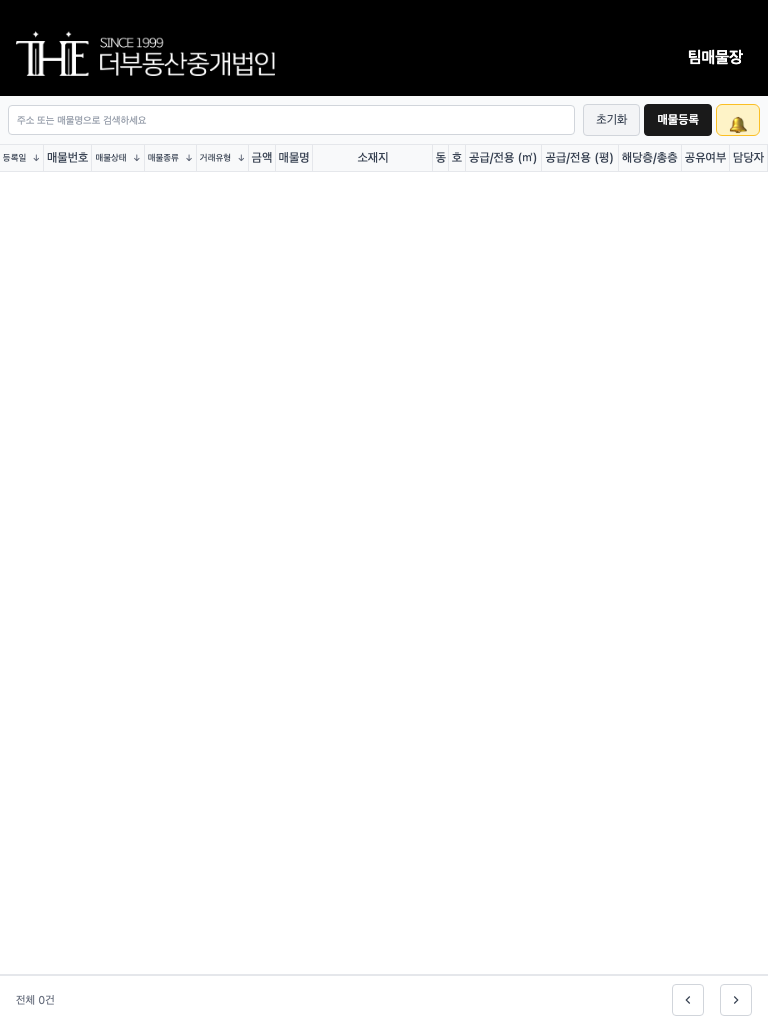 THE SINCE 1999
더부동산중개법인
팀매물장
주소 또는 매물명으로 검색하세요 초기화 매물등록
등록일 ↓ 매물번호 매물상태 ↓ 매물종류 ↓ 거래유형 ↓ 금액 매물명 소재지 동 호 공급/전용 (㎡) 공급/전용 (평) 해당층/총층 공유여부 담당자
전체 0건